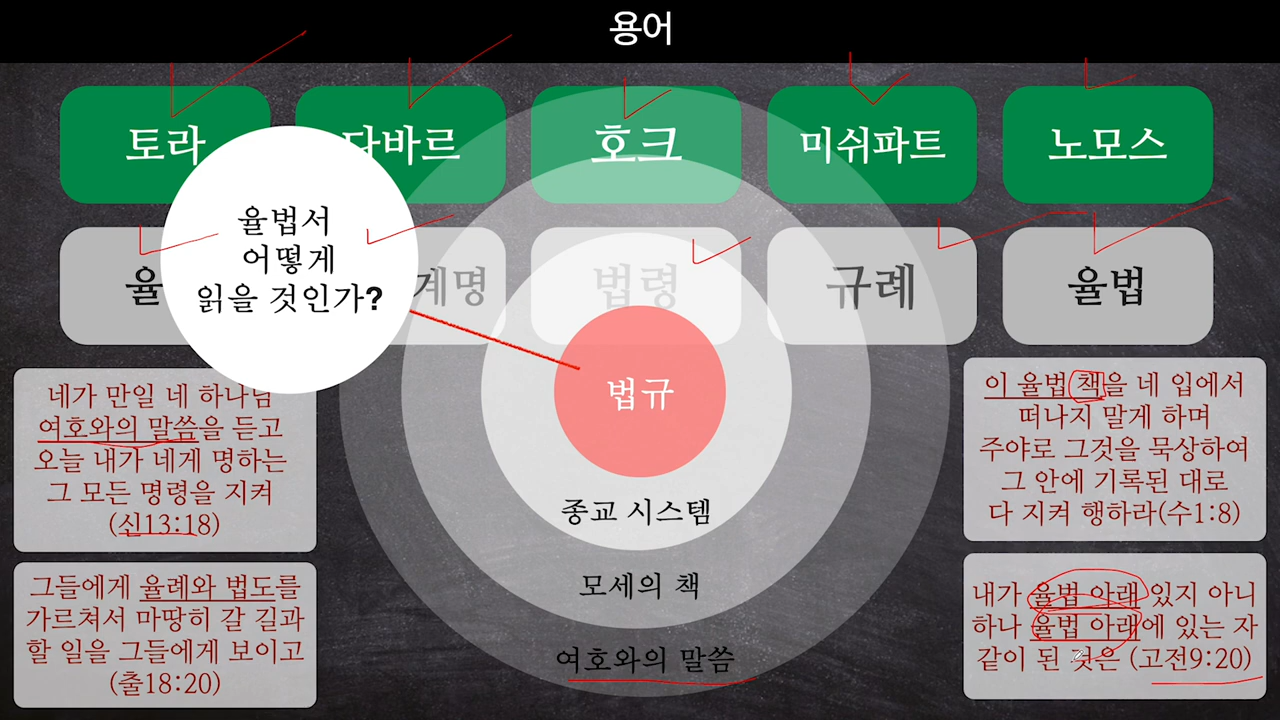 용어
토라
다바르
호크
미쉬파트
노모스
율법서
어떻게
읽을 것인가?
율
계명
법령
규례
율법
법규
종교 시스템
모세의 책
여호와의 말씀
네가 만일 네 하나님
여호와의 말씀을 듣고
오늘 내가 네게 명하는
그 모든 명령을 지켜
(신13:18)
그들에게 율례와 법도를
가르쳐서 마땅히 갈 길과
할 일을 그들에게 보이고
(출18:20)
이 율법 책을 네 입에서
떠나지 말게 하며
주야로 그것을 묵상하여
그 안에 기록된 대로
다 지켜 행하라(수1:8)
내가 율법 아래 있지 아니
하나 율법 아래에 있는 자
같이 된 것은 (고전9:20)